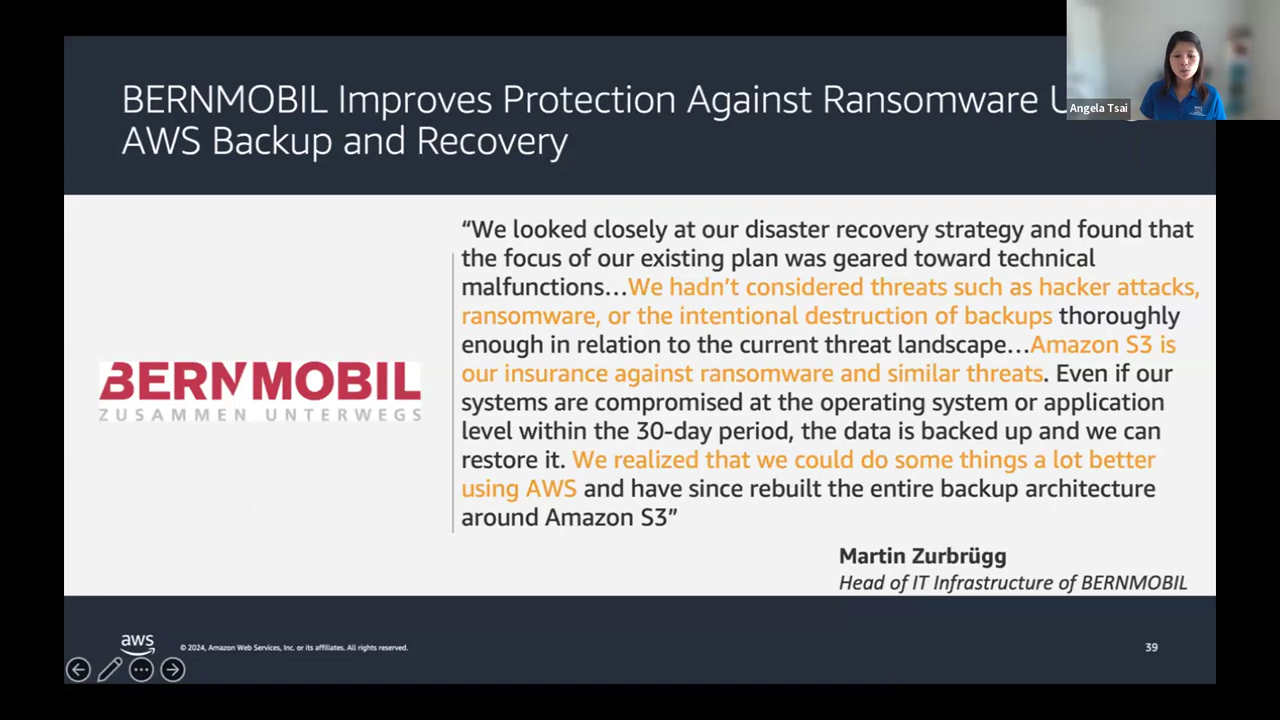 BERNMOBIL Improves Protection Against Ransomware U
AWS Backup and Recovery
Angela Tsai
"We looked closely at our disaster recovery strategy and found that
the focus of our existing plan was geared toward technical
malfunctions…We hadn't considered threats such as hacker attacks,
ransomware, or the intentional destruction of backups thoroughly
enough in relation to the current threat landscape…Amazon S3 is
our insurance against ransomware and similar threats. Even if our
systems are compromised at the operating system or application
level within the 30-day period, the data is backed up and we can
restore it. We realized that we could do some things a lot better
using AWS and have since rebuilt the entire backup architecture
around Amazon S3"
BERNMOBIL
ZUSAMMEN UNTERWEGS
Martin Zurbrügg
Head of IT Infrastructure of BERNMOBIL
aws
© 2024, Amazon Web Services, Inc. or its affiliates. All rights reserved.
39